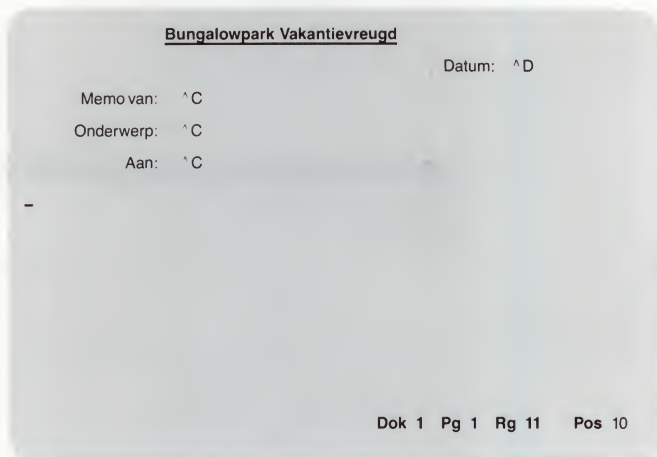 Bungalowpark Vakantievreugd
Datum: ^D
Memo van: ^C
Onderwerp: ^C
Aan: ^C
Dok 1 Pg 1 Rg 11 Pos 10